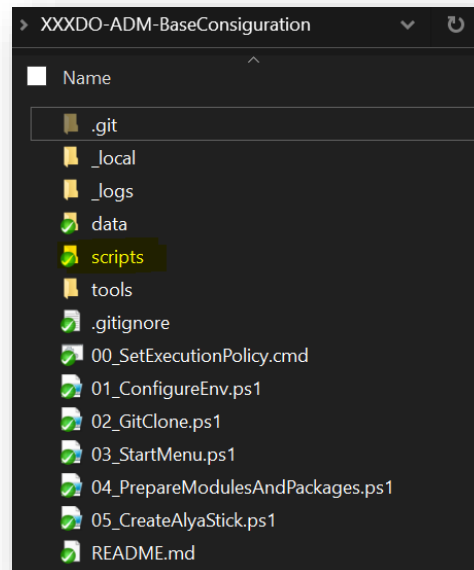 XXXDO-ADM-BaseConsiguration
Name
.git
_local
_logs
data
scripts
tools
.gitignore
00_SetExecutionPolicy.cmd
01_ConfigureEnv.ps1
02_GitClone.ps1
03_StartMenu.ps1
04_PrepareModulesAndPackages.ps1
05_CreateAlyaStick.ps1
README.md